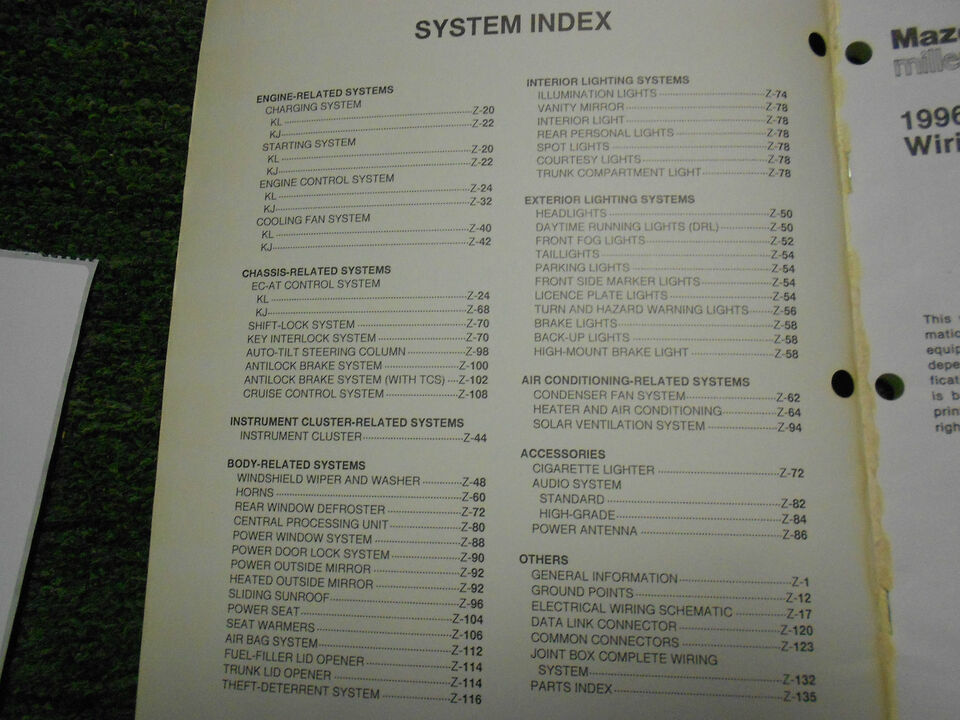 SYSTEM INDEX
ENGINE-RELATED SYSTEMS
CHARGING SYSTEM
KL Z-20
KJ Z-22
STARTING SYSTEM
KL Z-20
KJ Z-22
ENGINE CONTROL SYSTEM
KL Z-24
KJ Z-32
COOLING FAN SYSTEM
KL Z-40
KJ Z-42
CHASSIS-RELATED SYSTEMS
EC-AT CONTROL SYSTEM
KL Z-24
KJ Z-68
SHIFT-LOCK SYSTEM Z-70
KEY INTERLOCK SYSTEM Z-70
AUTO-TILT STEERING COLUMN Z-98
ANTILOCK BRAKE SYSTEM Z-100
ANTILOCK BRAKE SYSTEM (WITH TCS) Z-102
CRUISE CONTROL SYSTEM Z-108
INSTRUMENT CLUSTER-RELATED SYSTEMS
INSTRUMENT CLUSTER Z-44
BODY-RELATED SYSTEMS
WINDSHIELD WIPER AND WASHER Z-48
HORNS Z-60
REAR WINDOW DEFROSTER Z-72
CENTRAL PROCESSING UNIT Z-80
POWER WINDOW SYSTEM Z-88
POWER DOOR LOCK SYSTEM Z-90
POWER OUTSIDE MIRROR Z-92
HEATED OUTSIDE MIRROR Z-92
SLIDING SUNROOF Z-96
POWER SEAT Z-104
SEAT WARMERS Z-106
AIR BAG SYSTEM Z-112
FUEL-FILLER LID OPENER Z-114
TRUNK LID OPENER Z-114
THEFT-DETERRENT SYSTEM Z-116
INTERIOR LIGHTING SYSTEMS
ILLUMINATION LIGHTS Z-74
VANITY MIRROR Z-78
INTERIOR LIGHT Z-78
REAR PERSONAL LIGHTS Z-78
SPOT LIGHTS Z-78
COURTESY LIGHTS Z-78
TRUNK COMPARTMENT LIGHT Z-78
EXTERIOR LIGHTING SYSTEMS
HEADLIGHTS Z-50
DAYTIME RUNNING LIGHTS (DRL) Z-50
FRONT FOG LIGHTS Z-52
TAILLIGHTS Z-54
PARKING LIGHTS Z-54
FRONT SIDE MARKER LIGHTS Z-54
LICENCE PLATE LIGHTS Z-54
TURN AND HAZARD WARNING LIGHTS Z-56
BRAKE LIGHTS Z-58
BACK-UP LIGHTS Z-58
HIGH-MOUNT BRAKE LIGHT Z-58
AIR CONDITIONING-RELATED SYSTEMS
CONDENSER FAN SYSTEM Z-62
HEATER AND AIR CONDITIONING Z-64
SOLAR VENTILATION SYSTEM Z-94
ACCESSORIES
CIGARETTE LIGHTER Z-72
AUDIO SYSTEM
STANDARD Z-82
HIGH-GRADE Z-84
POWER ANTENNA Z-86
OTHERS
GENERAL INFORMATION Z-1
GROUND POINTS Z-12
ELECTRICAL WIRING SCHEMATIC Z-17
DATA LINK CONNECTOR Z-120
COMMON CONNECTORS Z-123
JOINT BOX COMPLETE WIRING
SYSTEM Z-132
PARTS INDEX Z-135
Maz
mille
1996
Wiri
This
matic
equip
depe
ficat
is b
prin
righ